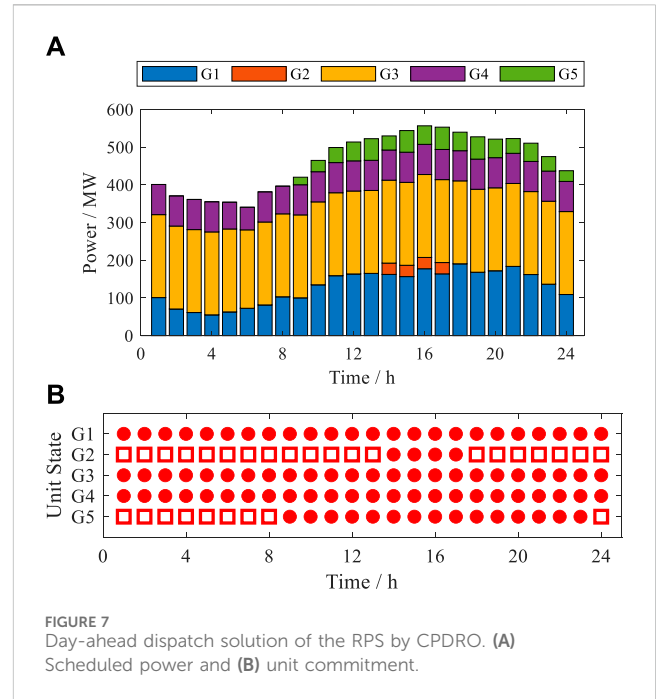 A
G1 G2 G3 G4 G5
600
500
400
300
200
100
0
Power / MW
0 4 8 12 16 20 24
Time / h
B
G1
G2
G3
G4
G5
Unit State
0 4 8 12 16 20 24
Time / h
FIGURE 7
Day-ahead dispatch solution of the RPS by CPDRO. (A)
Scheduled power and (B) unit commitment.